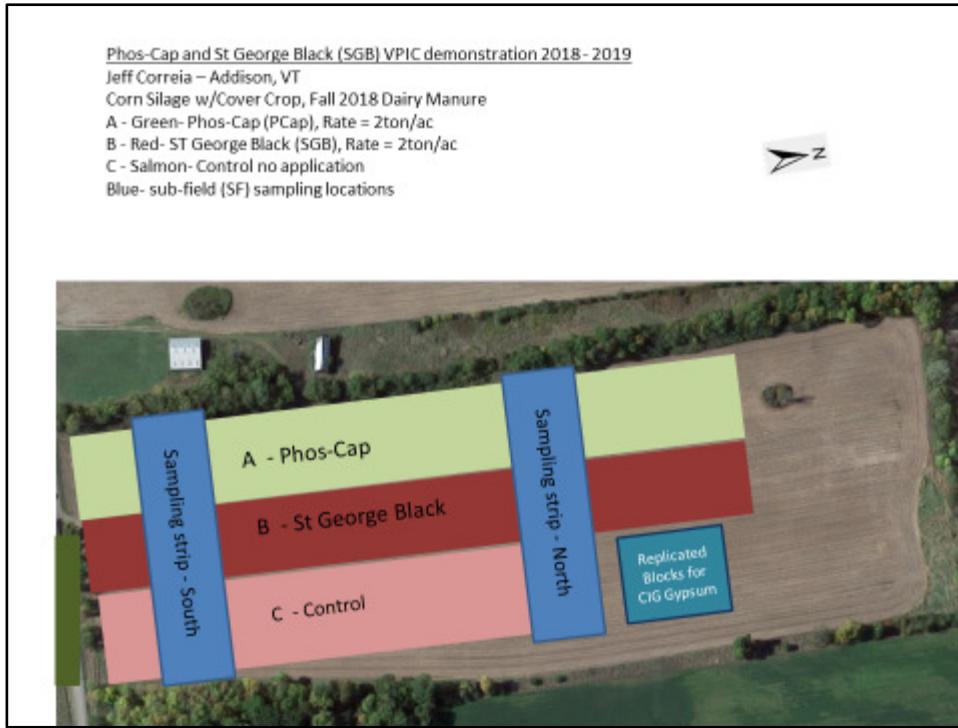 Phos-Cap and St George Black (SGB) VPIC demonstration 2018 - 2019
Jeff Correia – Addison, VT
Corn Silage w/Cover Crop, Fall 2018 Dairy Manure
A - Green- Phos-Cap (PCap), Rate = 2ton/ac
B - Red- ST George Black (SGB), Rate = 2ton/ac
C - Salmon- Control no application
Blue- sub-field (SF) sampling locations
N
Sampling strip - South
A - Phos-Cap
B - St George Black
C - Control
Sampling strip - North
Replicated
Blocks for
CIG Gypsum